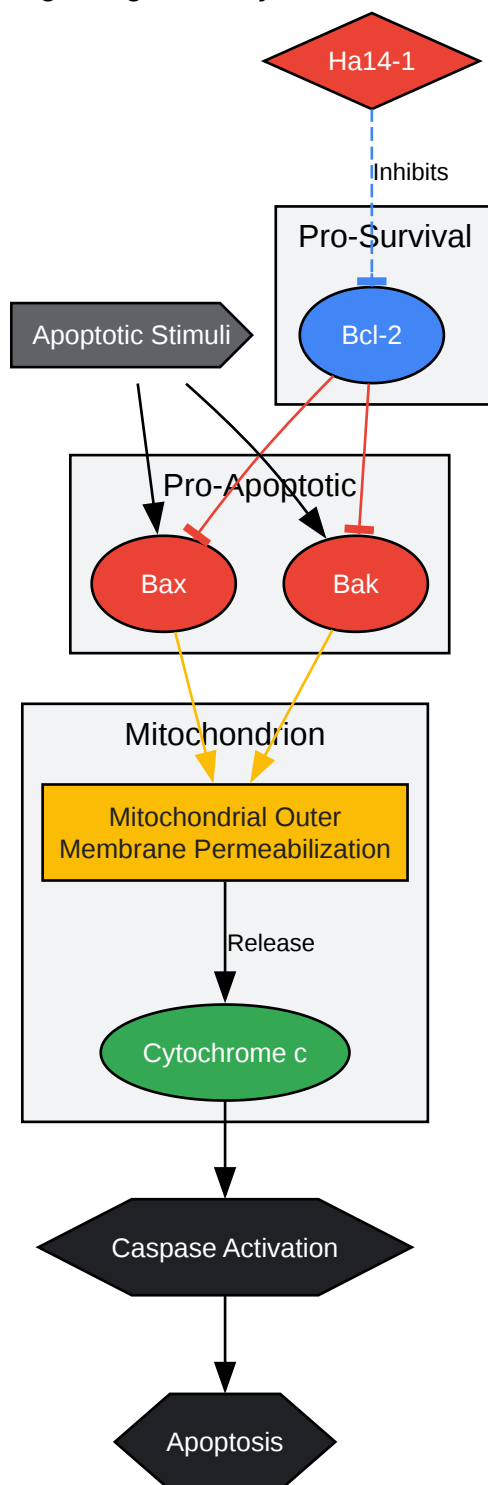 Ha14-1
Inhibits
Pro-Survival
Apoptotic Stimuli
Bcl-2
Pro-Apoptotic
Bax
Bak
Mitochondrion
Mitochondrial Outer
Membrane Permeabilization
Release
Cytochrome c
Caspase Activation
Apoptosis